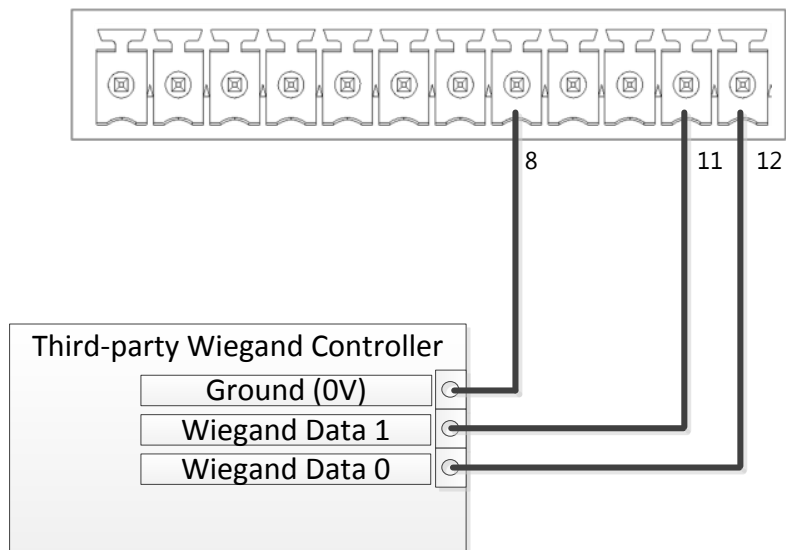 8 11 12
Third-party Wiegand Controller
Ground (0V)
Wiegand Data 1
Wiegand Data 0